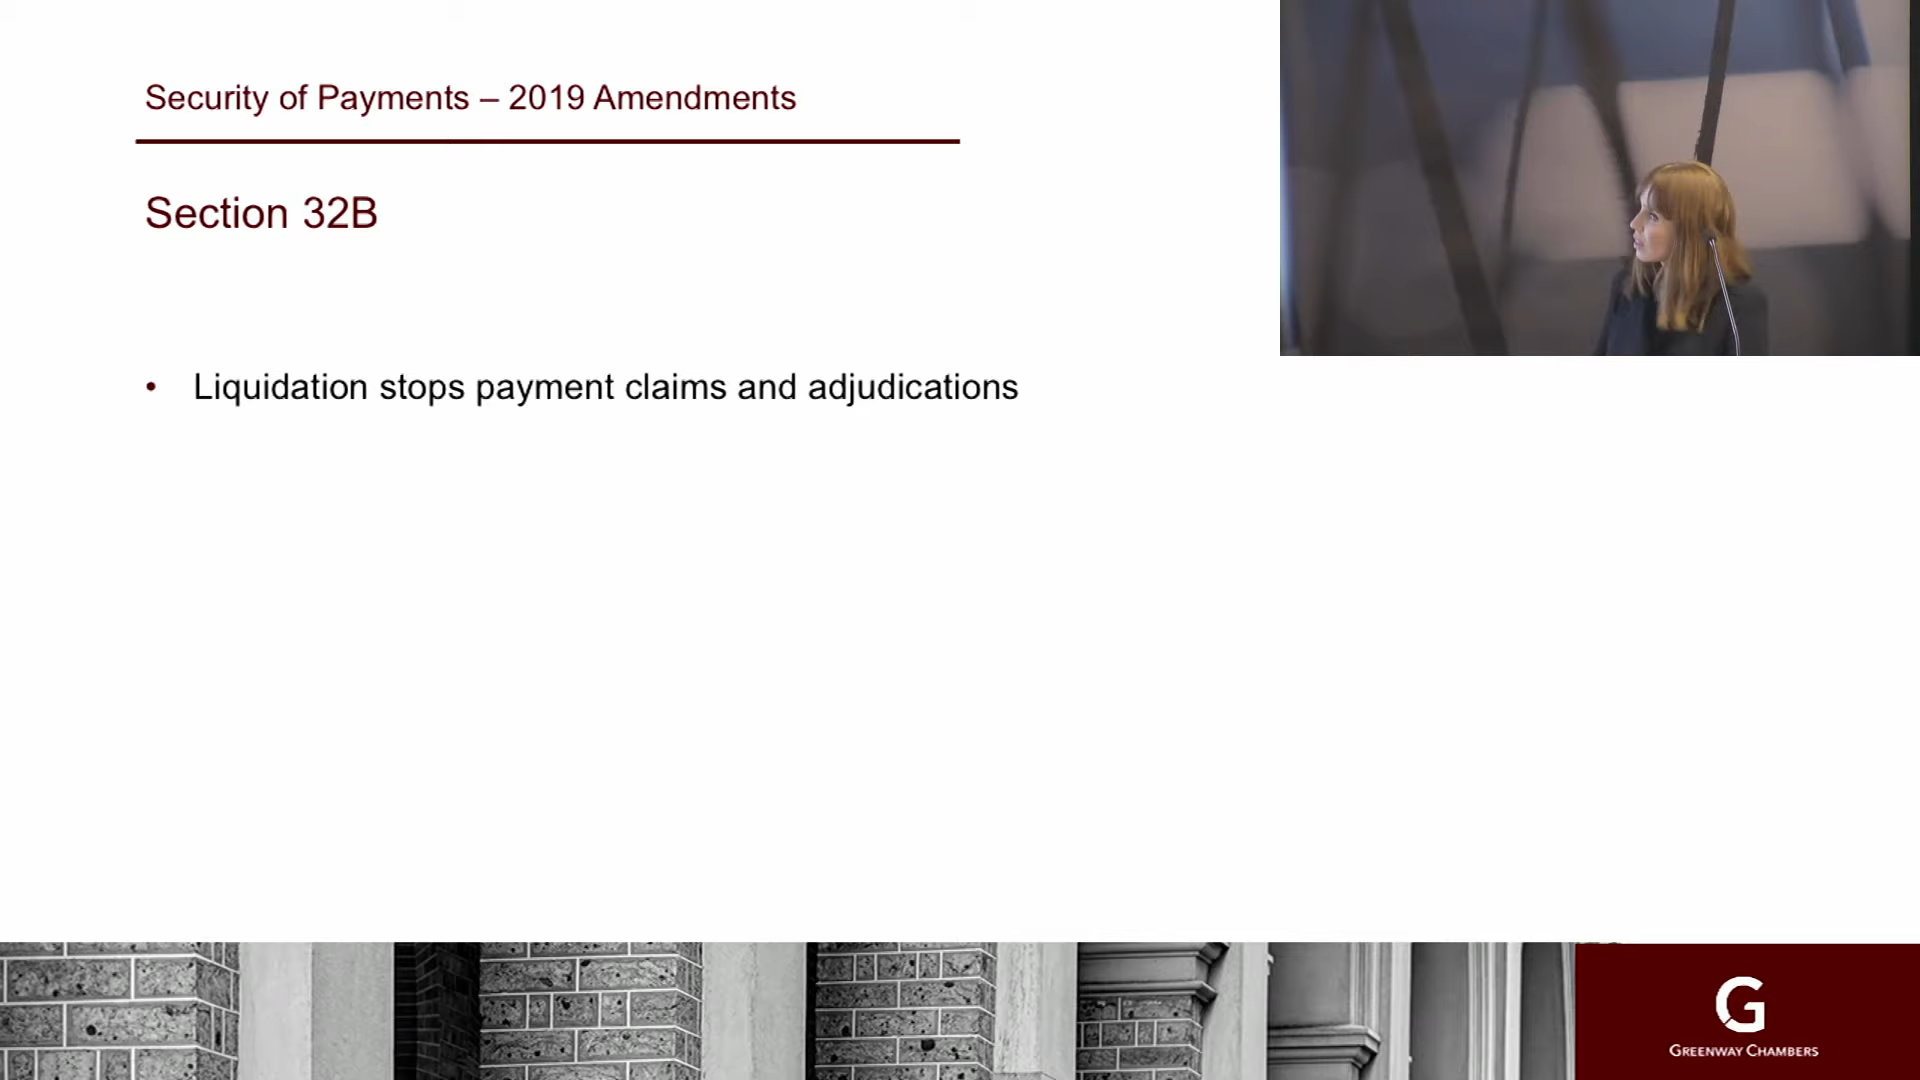 Security of Payments – 2019 Amendments
Section 32B
• Liquidation stops payment claims and adjudications
G
GREENWAY CHAMBERS